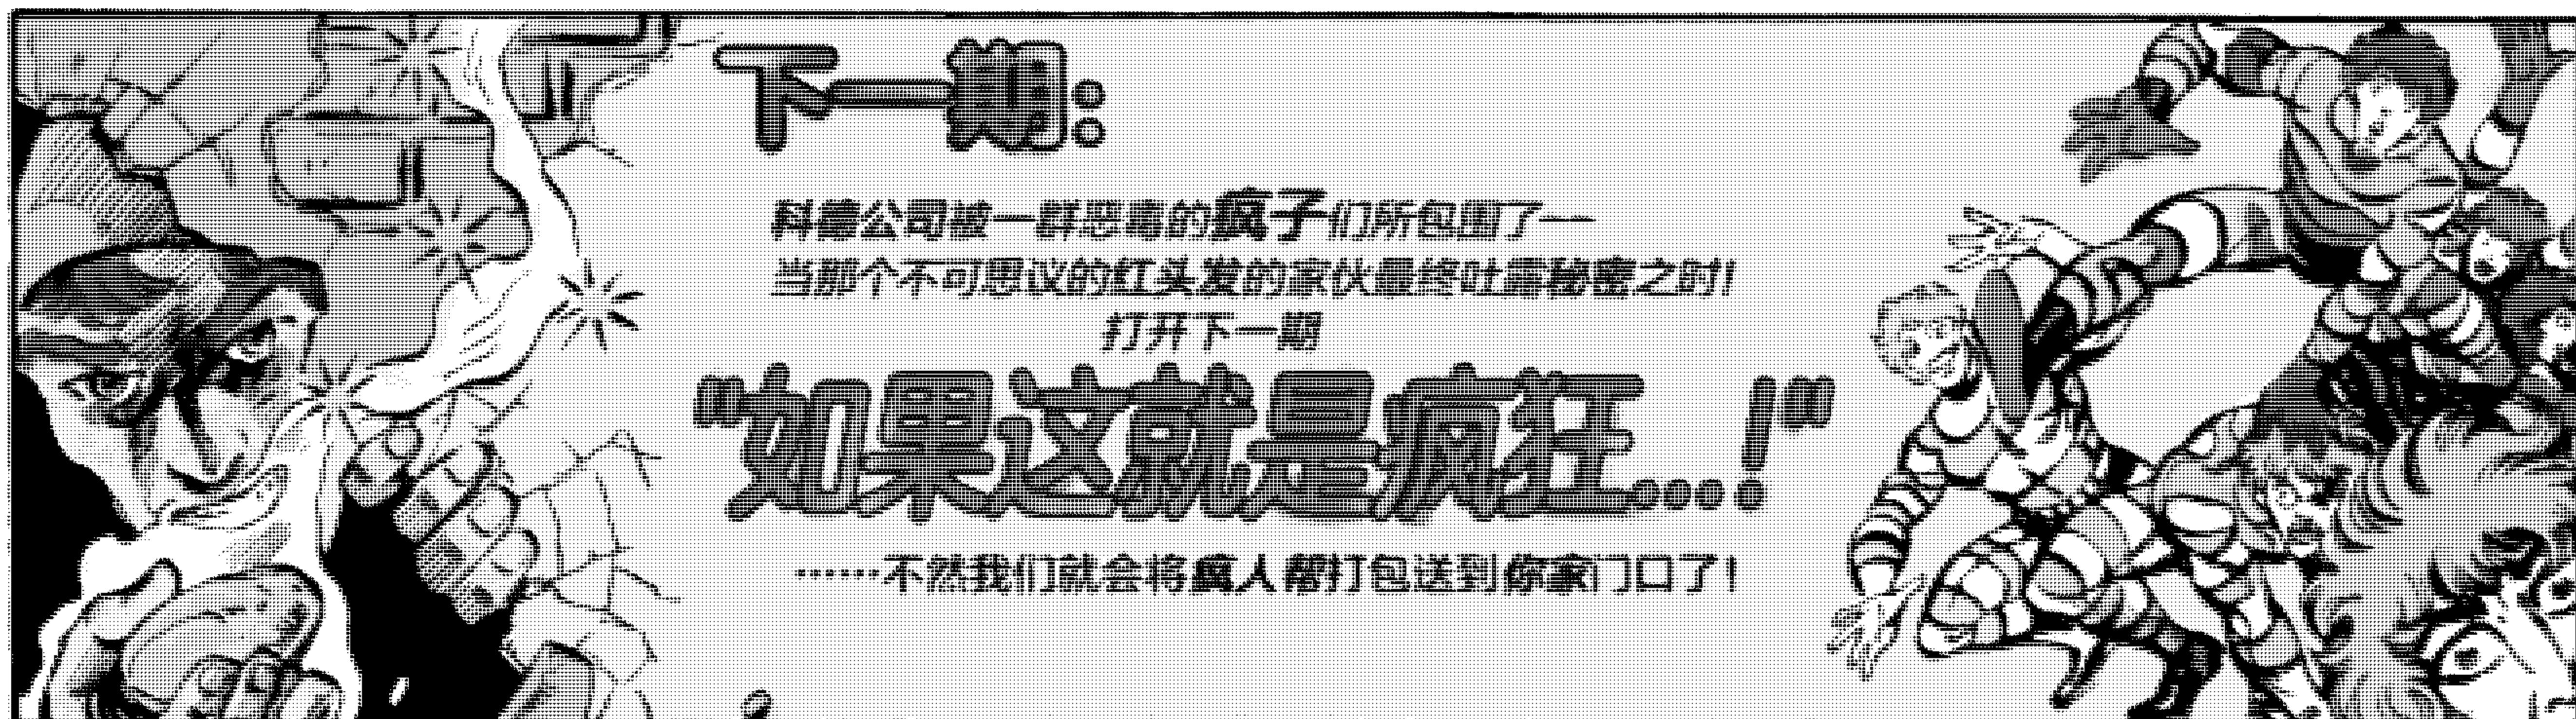 下一期:
科德公司被一群恶毒的疯子们所包围了——
当那个不可思议的红头发的家伙最终吐露秘密之时!
打开下一期
"如果这就是疯狂...!"
……不然我们就会将疯人帮打包送到你家门口了!